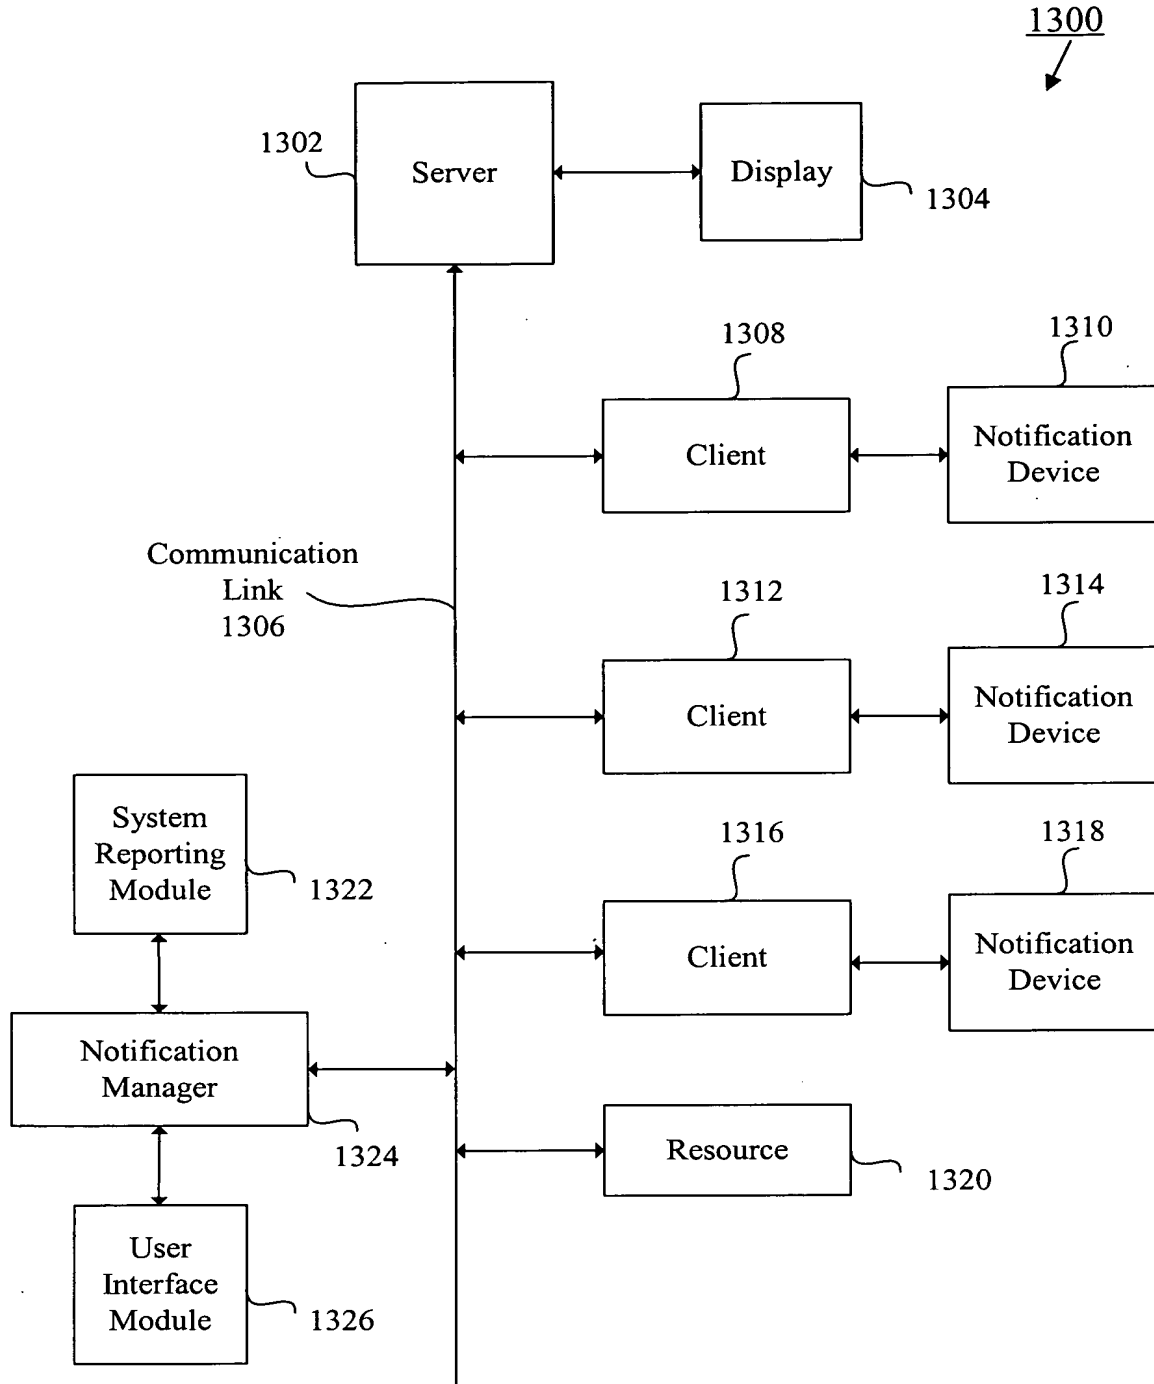 1300
1302
Server
Display
1304
1308
1310
Client
Notification
Device
Communication
Link
1306
1312
1314
Client
Notification
Device
System
Reporting
Module
1322
1316
1318
Client
Notification
Device
Notification
Manager
1324
Resource
1320
User
Interface
Module
1326